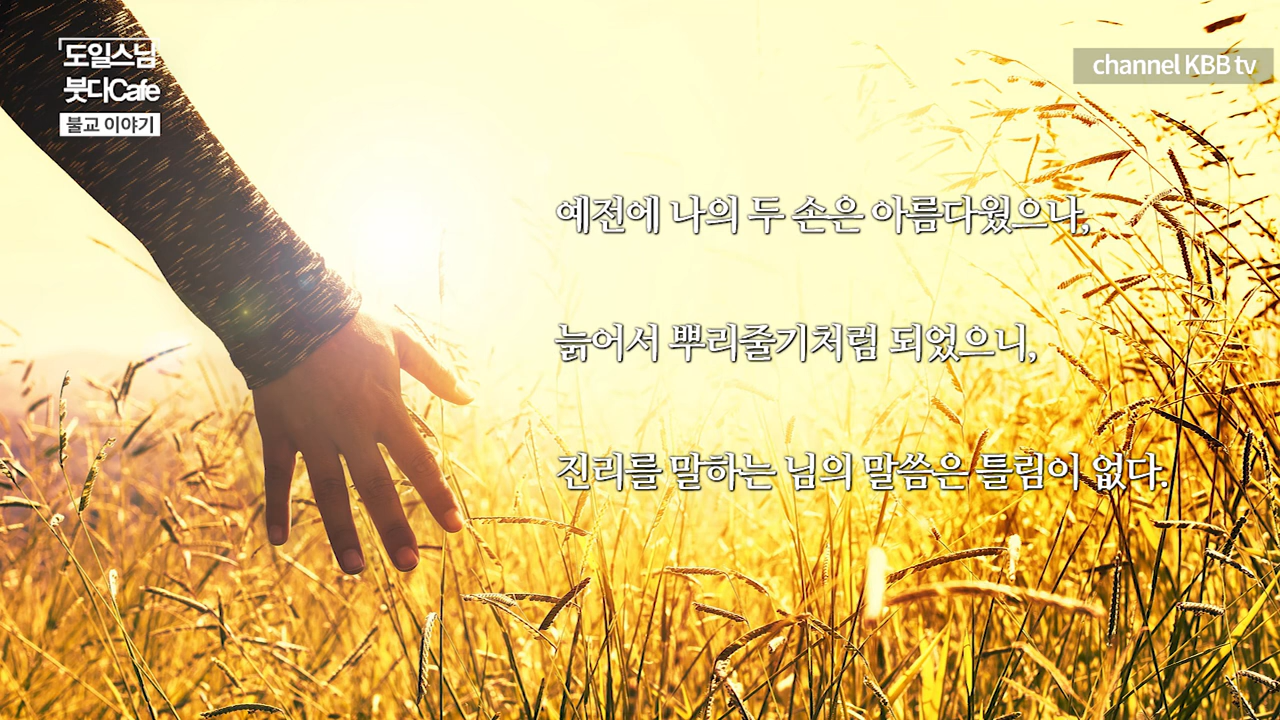 도일스님
붓다Cafe
불교 이야기
channel KBB tv
예전에 나의 두 손은 아름다웠으나,
늙어서 뿌리줄기처럼 되었으니,
진리를 말하는 님의 말씀은 틀림이 없다.